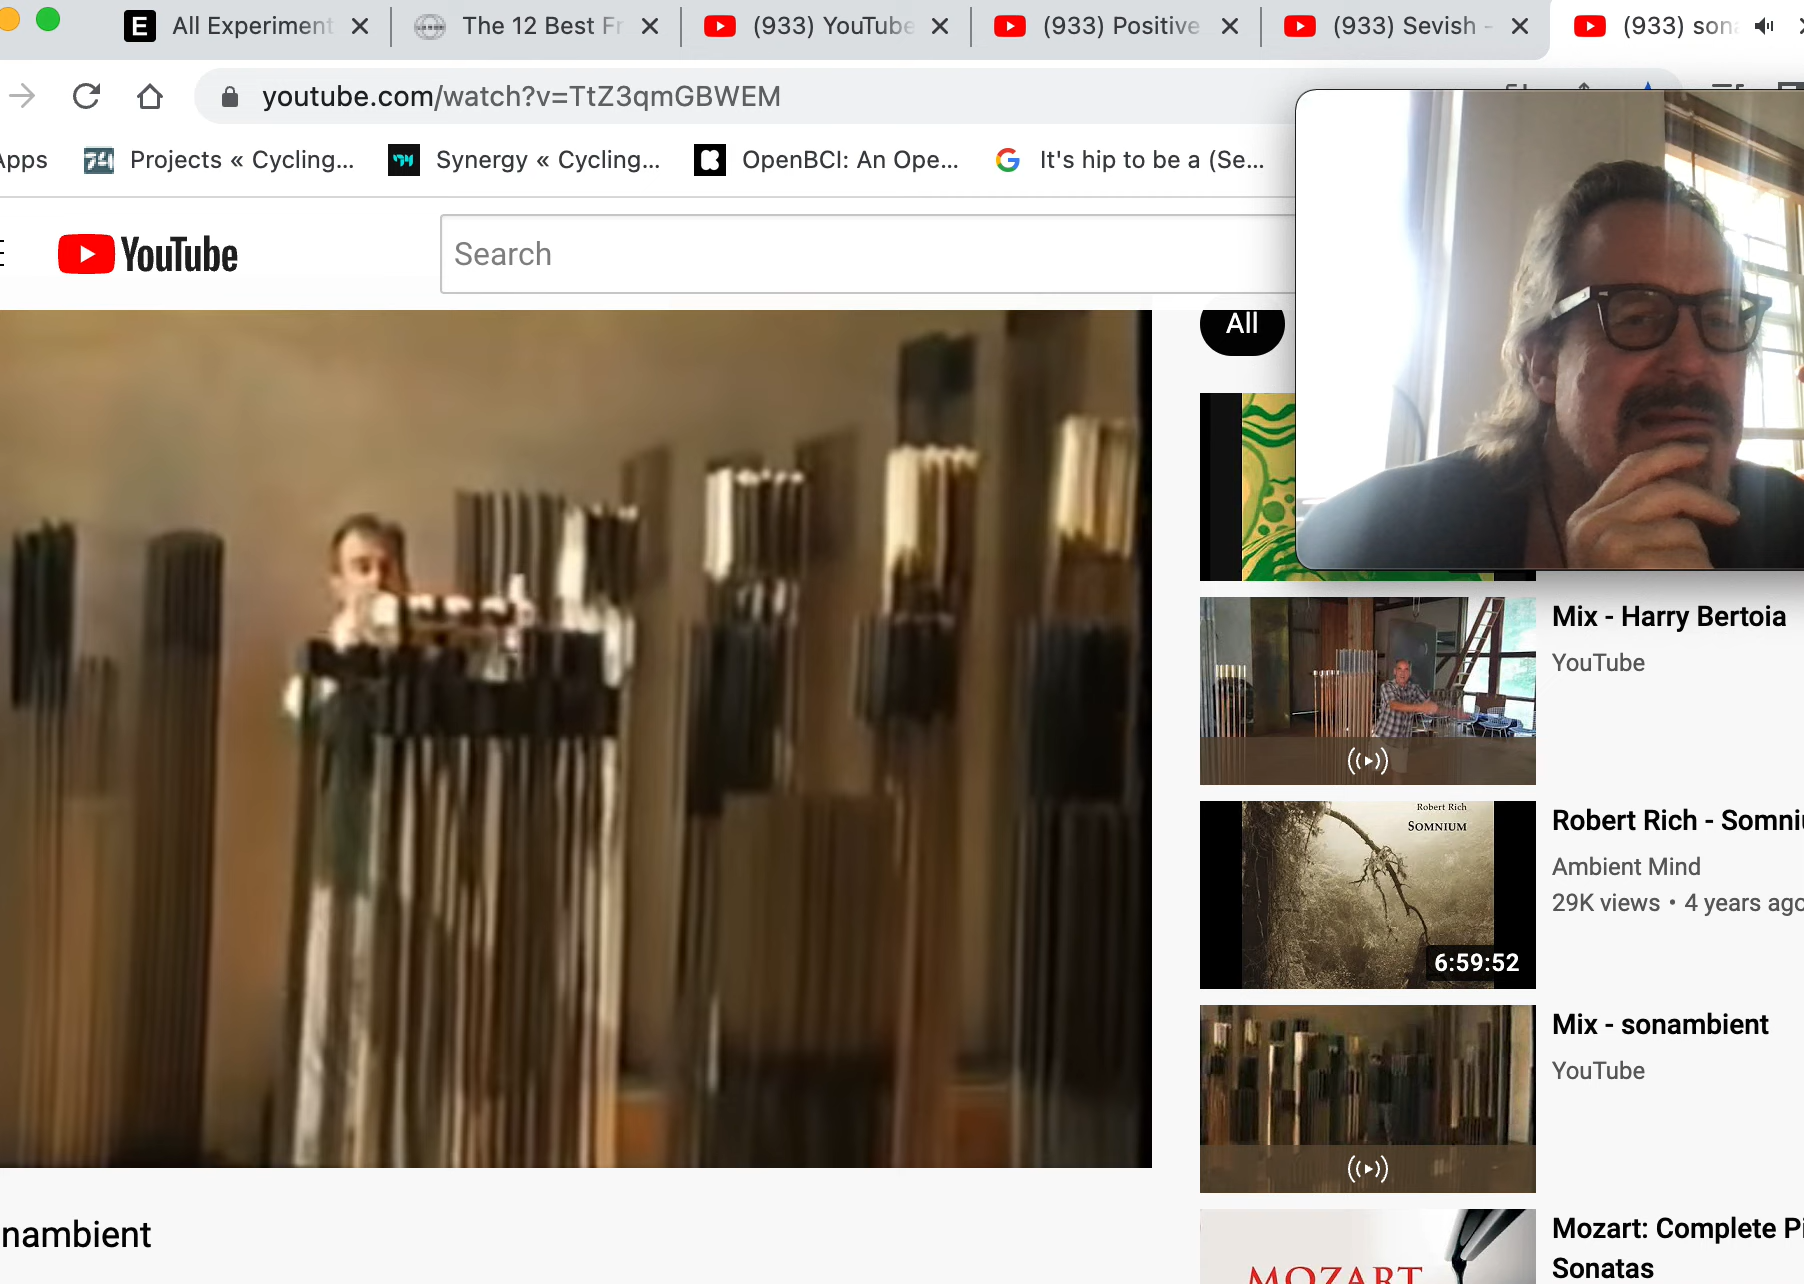 All Experiment
The 12 Best Fr
(933) YouTube
(933) Positive
(933) Sevish -
(933) son
youtube.com/watch?v=TtZ3qmGBWEM
Apps
Projects « Cycling...
Synergy « Cycling...
OpenBCI: An Ope...
It's hip to be a (Se...
YouTube
Search
All
Mix - Harry Bertoia
YouTube
Robert Rich
SOMNIUM
6:59:52
Robert Rich - Somni
Ambient Mind
29K views • 4 years ago
Mix - sonambient
YouTube
nambient
MOZART
Mozart: Complete Pi
Sonatas